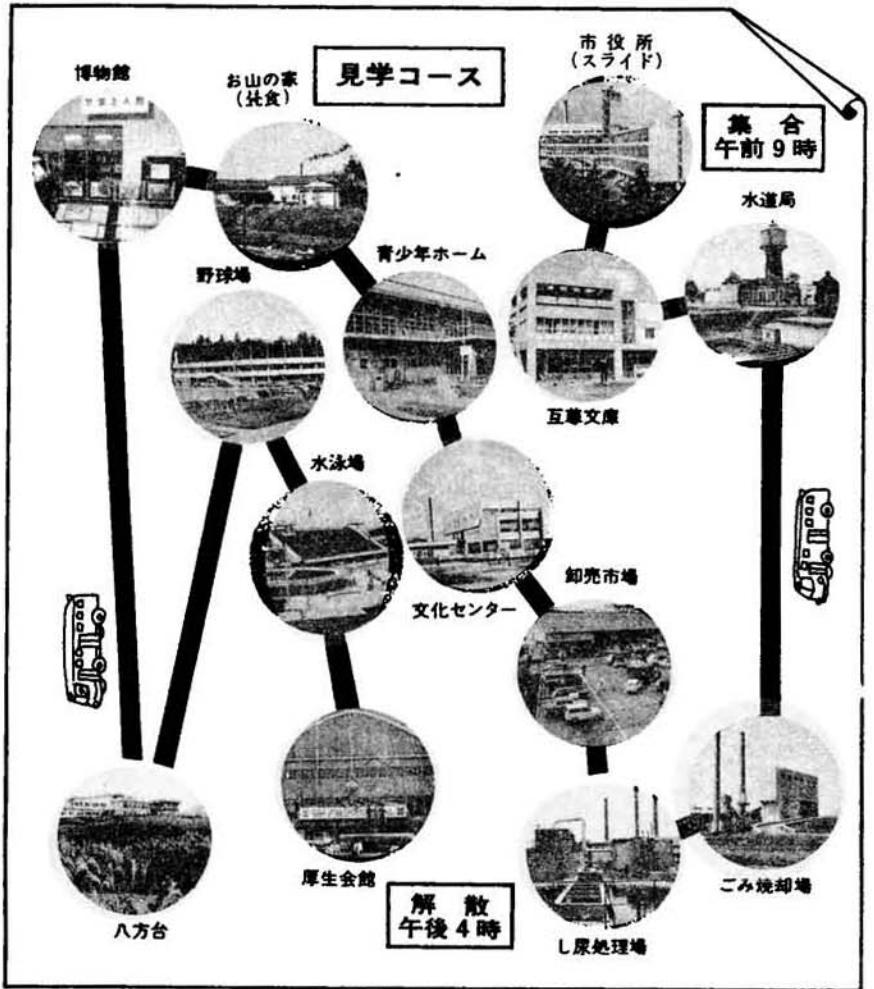 見学コース
市役所
(スライド)
集合
午前9時
博物館
お山の家
(昼食)
水道局
青少年ホーム
野球場
互尊文庫
水泳場
卸売市場
文化センター
厚生会館
ごみ焼却場
解散
午後4時
八方台
し尿処理場